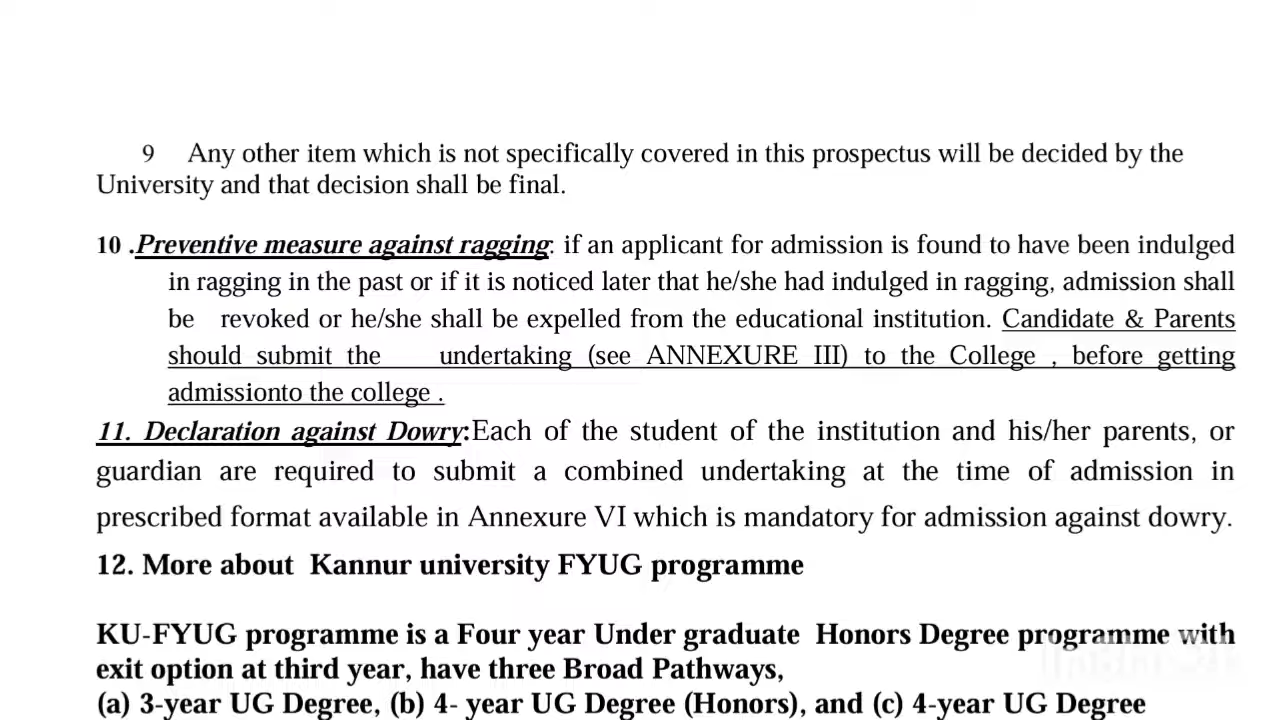 9 Any other item which is not specifically covered in this prospectus will be decided by the
University and that decision shall be final.
10 .Preventive measure against ragging: if an applicant for admission is found to have been indulged
in ragging in the past or if it is noticed later that he/she had indulged in ragging, admission shall
be revoked or he/she shall be expelled from the educational institution. Candidate & Parents
should submit the undertaking (see ANNEXURE III) to the College , before getting
admissionto the college .
11. Declaration against Dowry:Each of the student of the institution and his/her parents, or
guardian are required to submit a combined undertaking at the time of admission in
prescribed format available in Annexure VI which is mandatory for admission against dowry.
12. More about Kannur university FYUG programme
KU-FYUG programme is a Four year Under graduate Honors Degree programme with
exit option at third year, have three Broad Pathways,
(a) 3-year UG Degree, (b) 4- year UG Degree (Honors), and (c) 4-year UG Degree